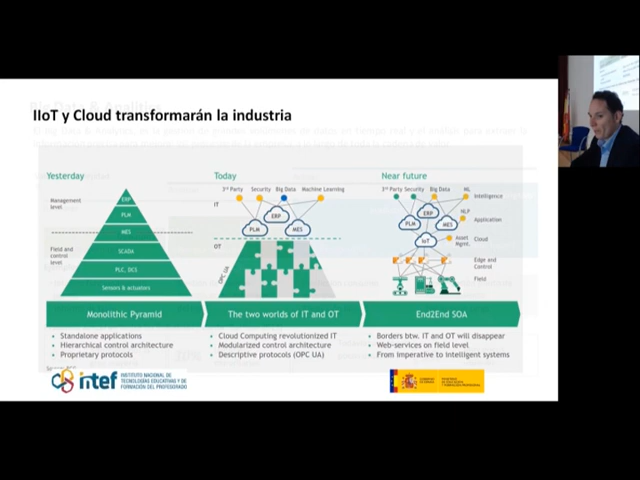 IIoT y Cloud transformarán la industria
Yesterday
Management level
Field and control level
ERP
PLM
MES
SCADA
PLC, DCS
Sensors & actuators
Monolithic Pyramid
• Standalone applications
• Hierarchical control architecture
• Proprietary protocols
Today
3rd Party Security Big Data Machine Learning
IT
ERP
PLM
MES
OT
OPC UA
The two worlds of IT and OT
• Cloud Computing revolutionized IT
• Modularized control architecture
• Descriptive protocols (OPC UA)
Near future
3rd Party Security Big Data ML
Intelligence
NLP
ERP
Application
PLM
MES
IoT
Asset Mgmt.
Cloud
Edge and Control
Field
End2End SOA
• Borders btw. IT and OT will disappear
• Web-services on field level
• From imperative to intelligent systems
intef
INSTITUTO NACIONAL DE
TECNOLOGÍAS EDUCATIVAS Y DE
FORMACIÓN DEL PROFESORADO